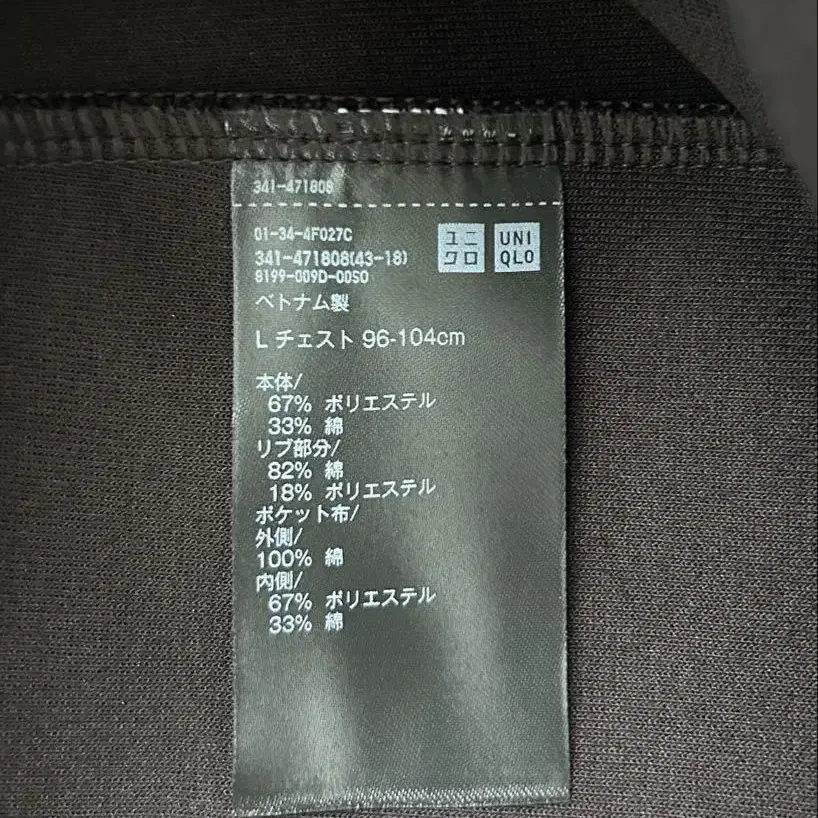 341-471808
01-34-4F027C
341-471808(43-18)
8199-009D-00SO
ユニ
クロ
UNI
QLO
ベトナム製
L チェスト 96-104cm
本体/
67% ポリエステル
33% 綿
リブ部分/
82% 綿
18% ポリエステル
ポケット布/
外側/
100% 綿
内側/
67% ポリエステル
33% 綿